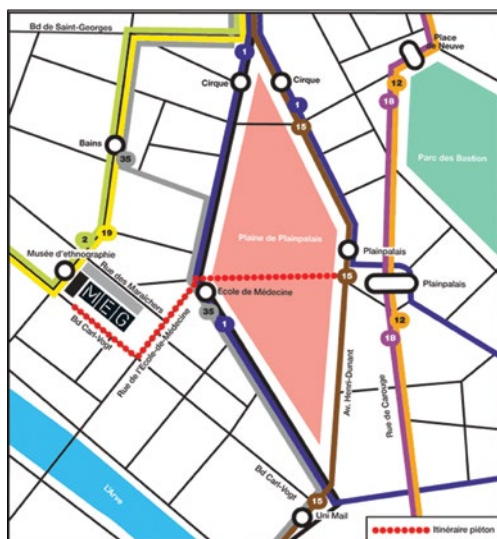 Bd de Saint-Georges
Place
de Neuve
1
Cirque
Cirque
12
18
1
15
Parc des Bastion
Bains
35
2
19
Plaine de Plainpalais
Musée d'ethnographie
Rue des Maraîchers
MEG
Plainpalais
15
Plainpalais
Ecole de Médecine
35
1
12
18
Bd Carl-Vogt
Rue de l'Ecole-de-Médecine
Av. Henri-Dunant
Rue de Carouge
L'Arve
Bd Carl-Vogt
15
Uni Mail
Itinéraire piéton